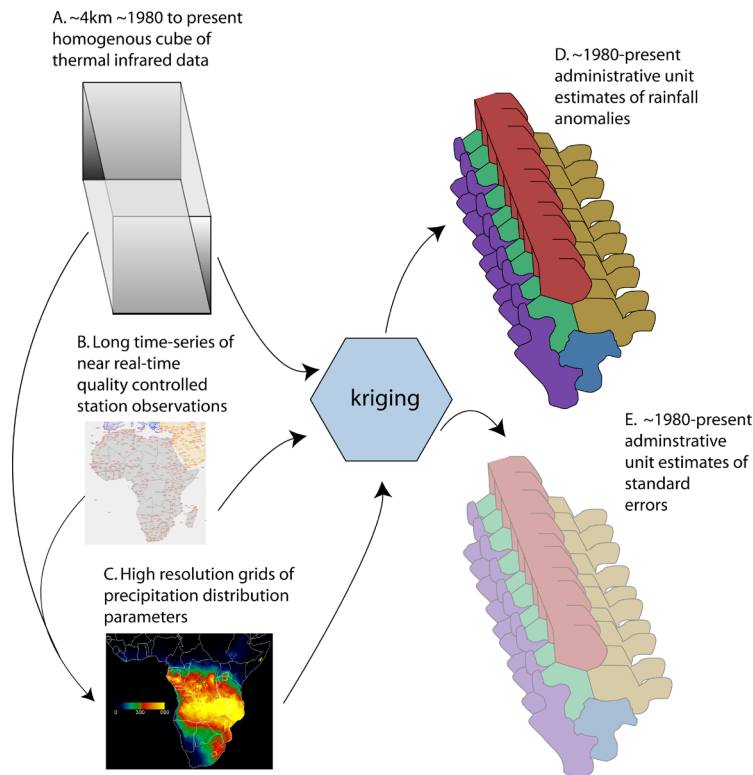 A. ~4km ~1980 to present
homogenous cube of
thermal infrared data
D. ~1980-present
administrative unit
estimates of rainfall
anomalies
B. Long time-series of
near real-time
quality controlled
station observations
kriging
E. ~1980-present
adminstrative
unit estimates of
standard
errors
C. High resolution grids of
precipitation distribution
parameters
0 300 600